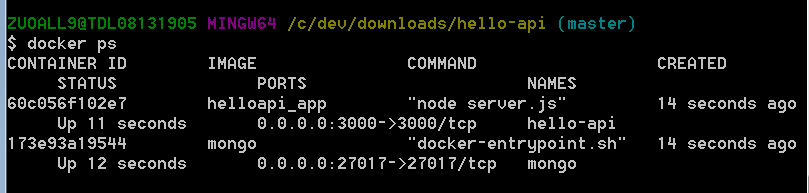 ZUOALL9@TDL08131905 MINGW64 /c/dev/downloads/hello-api (master)
$ docker ps
CONTAINER ID        IMAGE               COMMAND                  CREATED
      STATUS              PORTS                      NAMES
60c056f102e7        helloapi_app        "node server.js"         14 seconds ago
      Up 11 seconds       0.0.0.0:3000->3000/tcp     hello-api
173e93a19544        mongo               "docker-entrypoint.sh"   14 seconds ago
      Up 12 seconds       0.0.0.0:27017->27017/tcp   mongo